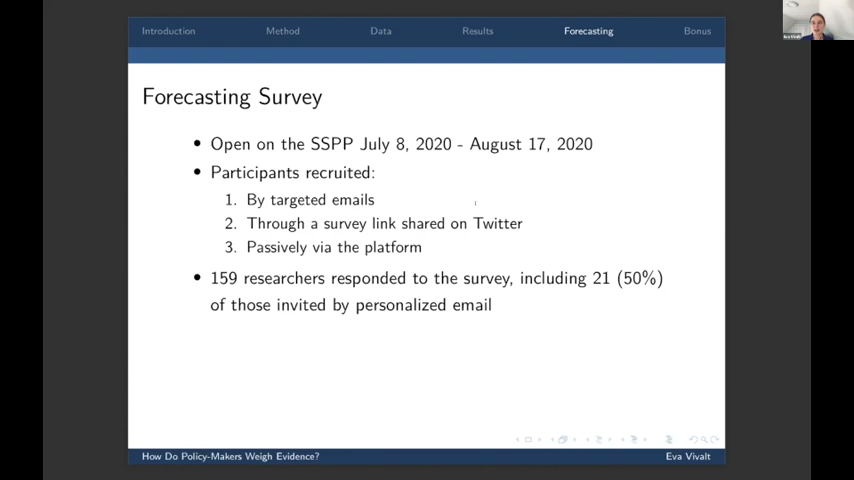 Introduction Method Data Results Forecasting Bonus
Forecasting Survey
• Open on the SSPP July 8, 2020 - August 17, 2020
• Participants recruited:
1. By targeted emails
2. Through a survey link shared on Twitter
3. Passively via the platform
• 159 researchers responded to the survey, including 21 (50%)
of those invited by personalized email
How Do Policy-Makers Weigh Evidence? Eva Vivalt
Eva Vivalt